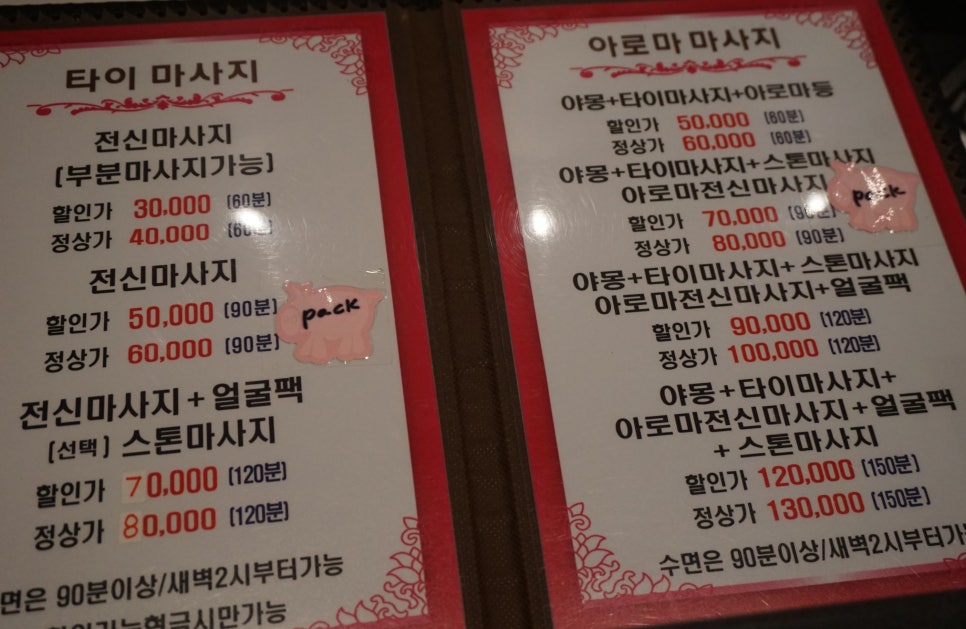 타이 마사지
전신마사지
(부분마사지가능)
할인가 30,000 (60분)
정상가 40,000 (60분)
전신마사지
할인가 50,000 (90분)
정상가 60,000 (90분)
pack
전신마사지+얼굴팩
(선택) 스톤마사지
할인가 70,000 (120분)
정상가 80,000 (120분)
면은 90분이상/새벽2시부터가능
아로마 마사지
야몽+타이마사지+아로마등
할인가 50.000 (60분)
정상가 60,000 (60분)
야몽+타이마사지+스톤마사지
아로마전신마사지
pack
할인가 70,000 (90분)
정상가 80,000 (90분)
야몽+타이마사지+스톤마사지
아로마전신마사지+얼굴팩
할인가 90,000 (120분)
정상가 100,000 (120분)
야몽+타이마사지+
아로마전신마사지+얼굴팩
+ 스톤마사지
할인가 120,000 (150분)
정상가 130,000 (150분)
수면은 90분이상/새벽2시부터가능